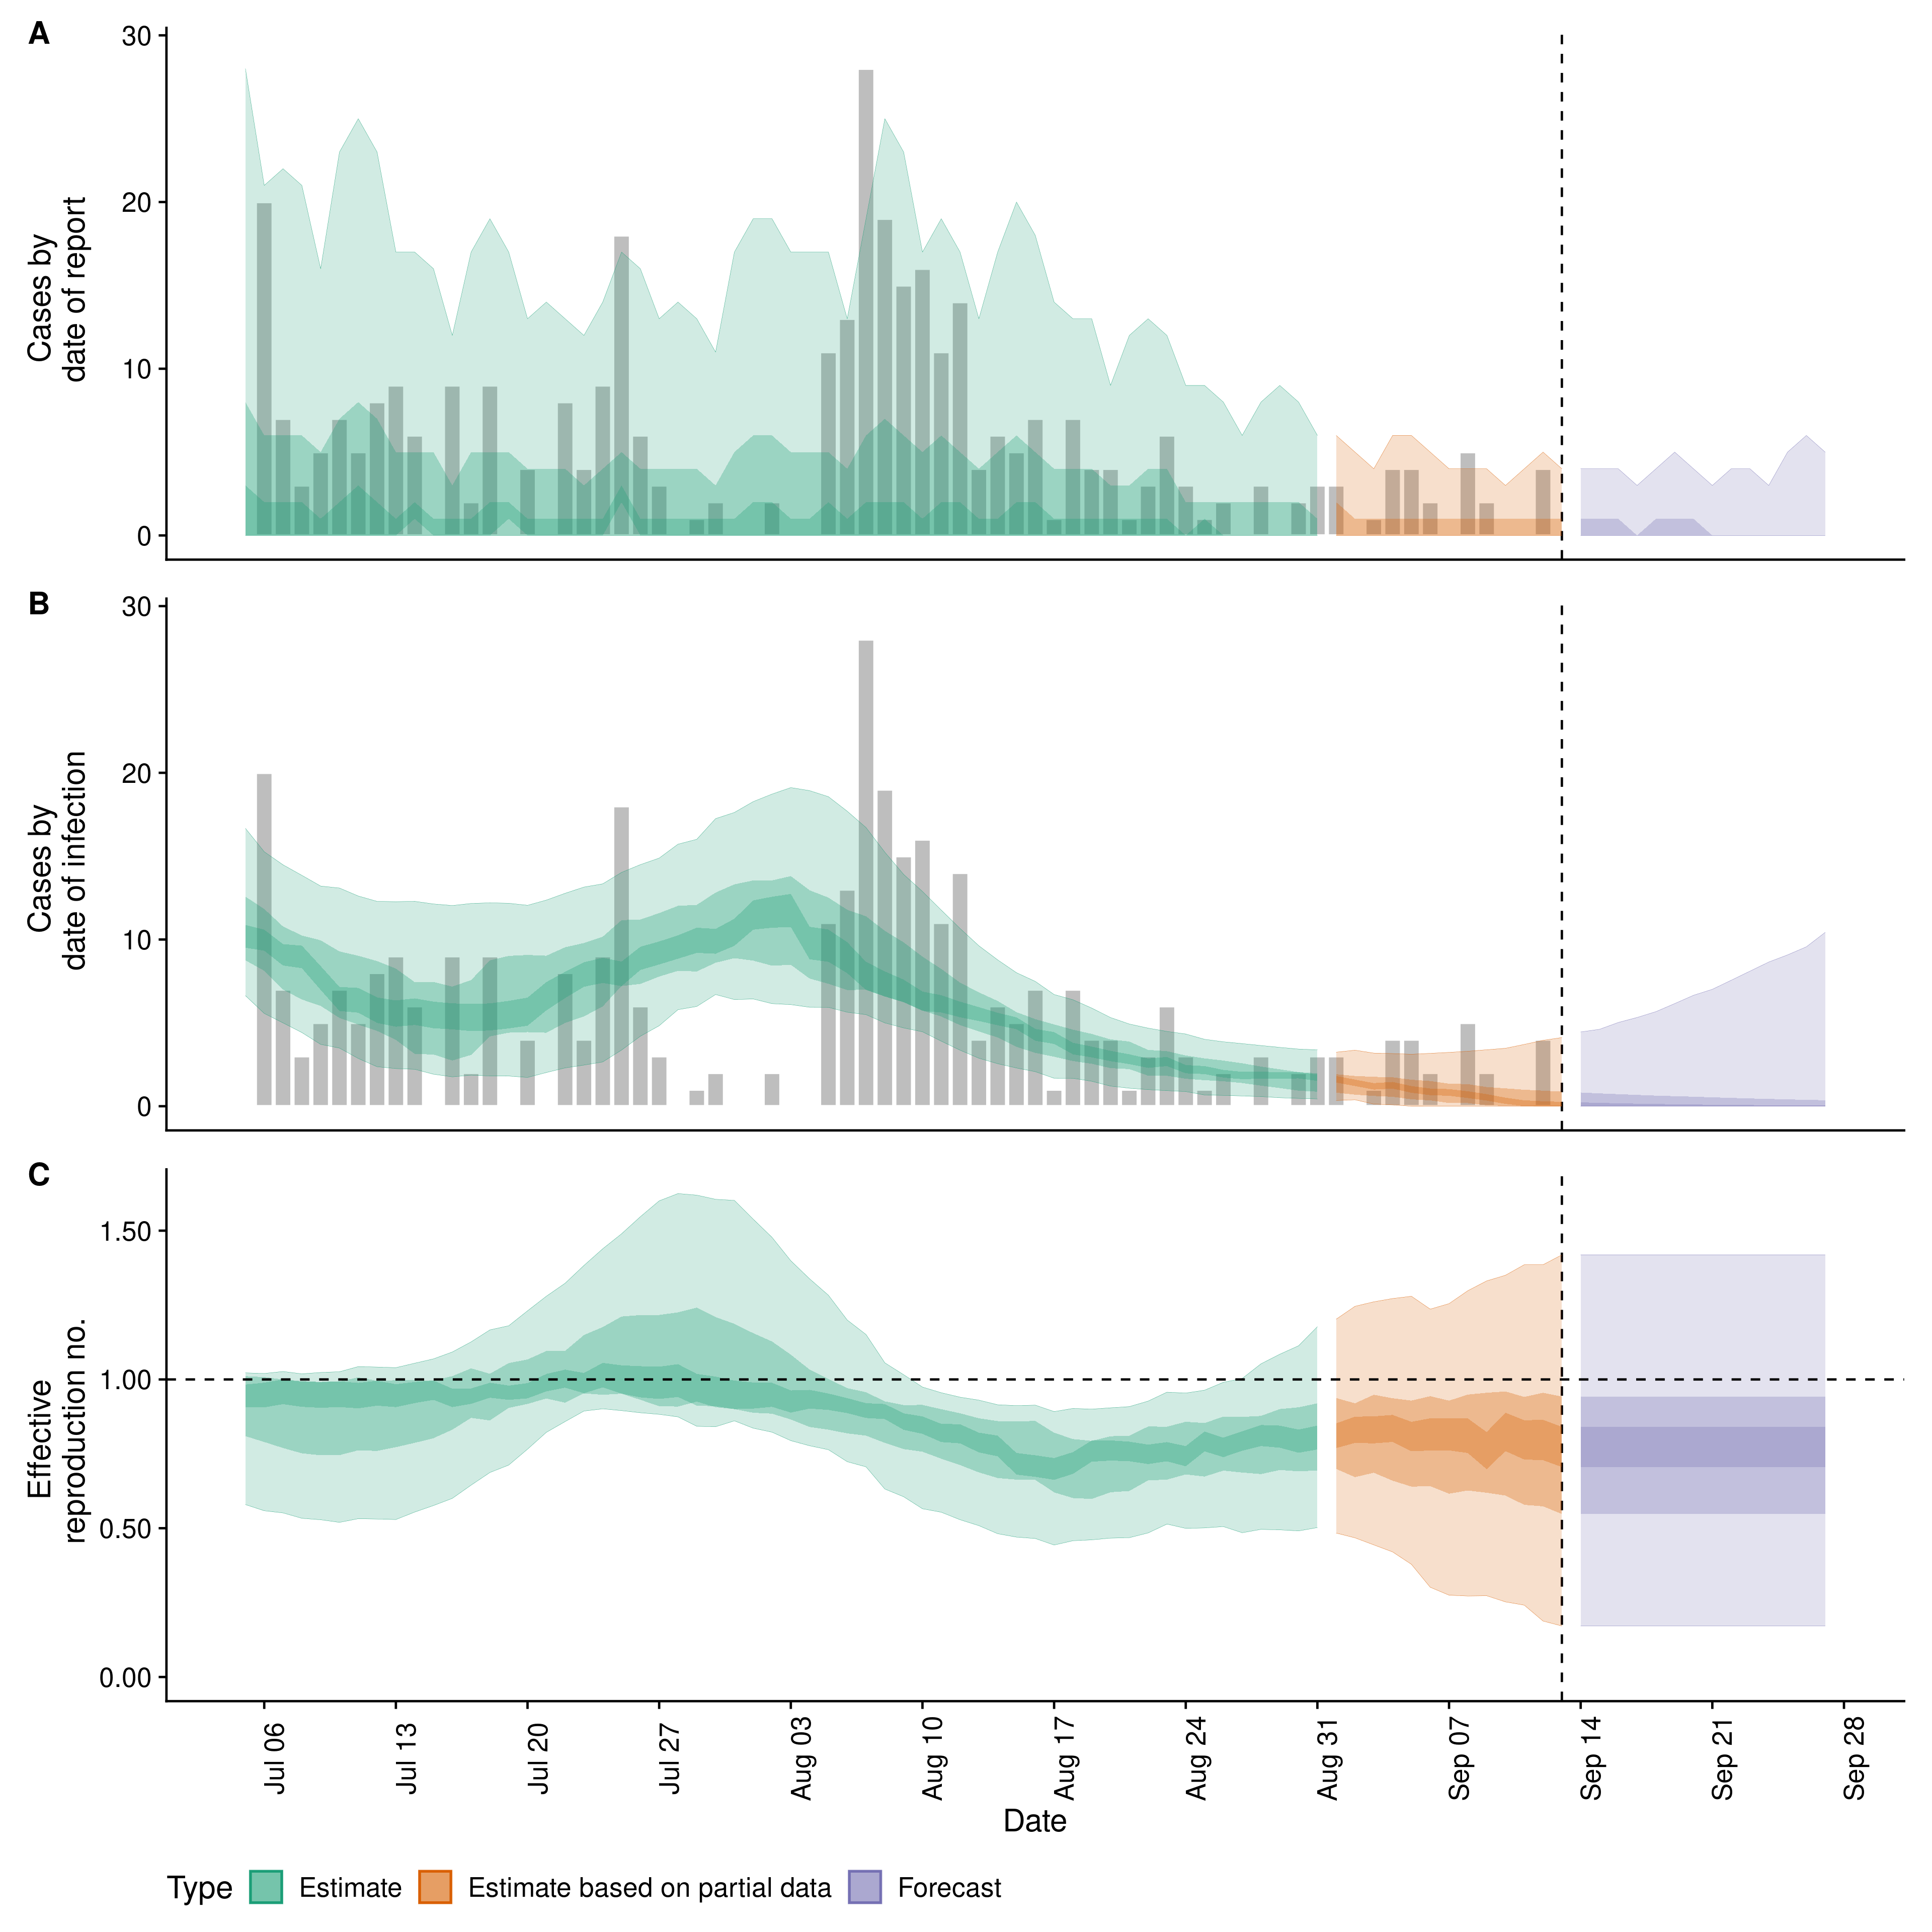 A
30
20
10
0
Cases by
date of report
B
30
20
10
0
Cases by
date of infection
C
1.50
1.00
0.50
0.00
Effective
reproduction no.
Jul 06
Jul 13
Jul 20
Jul 27
Aug 03
Aug 10
Aug 17
Aug 24
Aug 31
Sep 07
Sep 14
Sep 21
Sep 28
Date
Type Estimate Estimate based on partial data Forecast